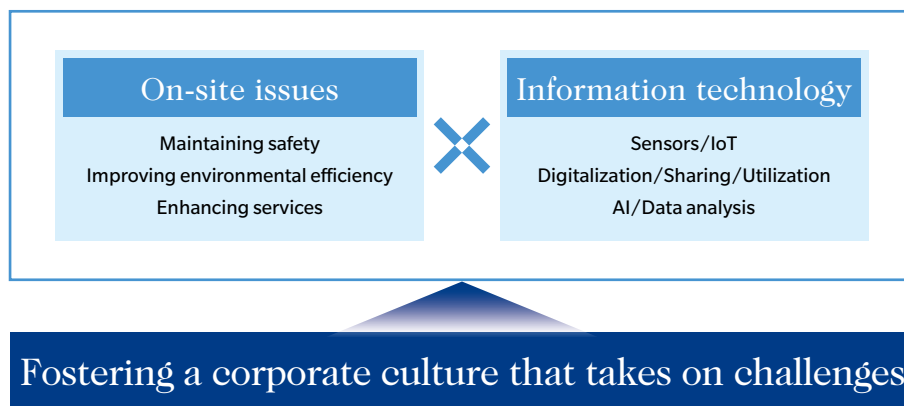 On-site issues
Maintaining safety
Improving environmental efficiency
Enhancing services
Information technology
Sensors/IoT
Digitalization/Sharing/Utilization
AI/Data analysis
Fostering a corporate culture that takes on challenges